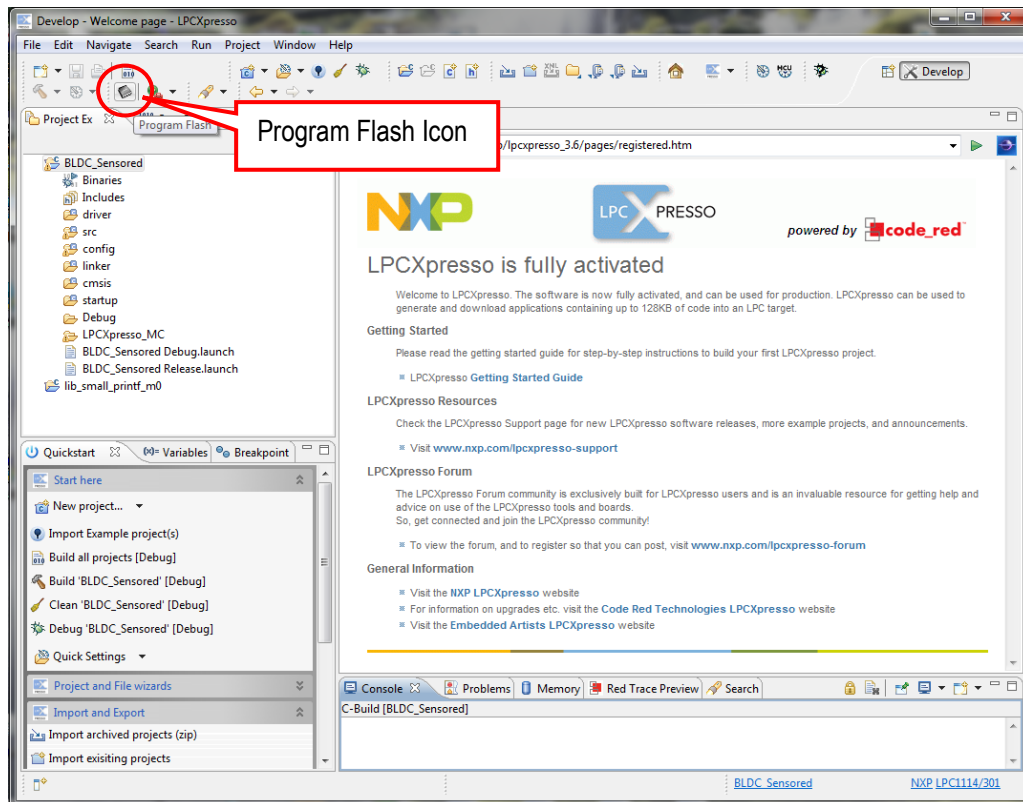 Develop - Welcome page - LPCXpresso
File Edit Navigate Search Run Project Window Help
Develop
Project Ex
Program Flash
Program Flash Icon
/lpcxpresso_3.6/pages/registered.htm
BLDC_Sensored
Binaries
Includes
driver
src
config
linker
cmsis
startup
Debug
LPCXpresso_MC
BLDC_Sensored Debug.launch
BLDC_Sensored Release.launch
lib_small_printf_m0
NXP
LPC XPRESSO
powered by code_red
LPCXpresso is fully activated
Welcome to LPCXpresso. The software is now fully activated, and can be used for production. LPCXpresso can be used to
generate and download applications containing up to 128KB of code into an LPC target.
Getting Started
Please read the getting started guide for step-by-step instructions to build your first LPCXpresso project.
LPCXpresso Getting Started Guide
LPCXpresso Resources
Check the LPCXpresso Support page for new LPCXpresso software releases, more example projects, and announcements.
Visit www.nxp.com/lpcxpresso-support
LPCXpresso Forum
The LPCXpresso Forum community is exclusively built for LPCXpresso users and is an invaluable resource for getting help and
advice on use of the LPCXpresso tools and boards.
So, get connected and join the LPCXpresso community!
To view the forum, and to register so that you can post, visit www.nxp.com/lpcxpresso-forum
General Information
Visit the NXP LPCXpresso website
For information on upgrades etc. visit the Code Red Technologies LPCXpresso website
Visit the Embedded Artists LPCXpresso website
Quickstart (x)= Variables Breakpoint
Start here
New project...
Import Example project(s)
Build all projects [Debug]
Build 'BLDC_Sensored' [Debug]
Clean 'BLDC_Sensored' [Debug]
Debug 'BLDC_Sensored' [Debug]
Quick Settings
Project and File wizards
Import and Export
Import archived projects (zip)
Import exisiting projects
Console Problems Memory Red Trace Preview Search
C-Build [BLDC_Sensored]
BLDC_Sensored NXP LPC1114/301